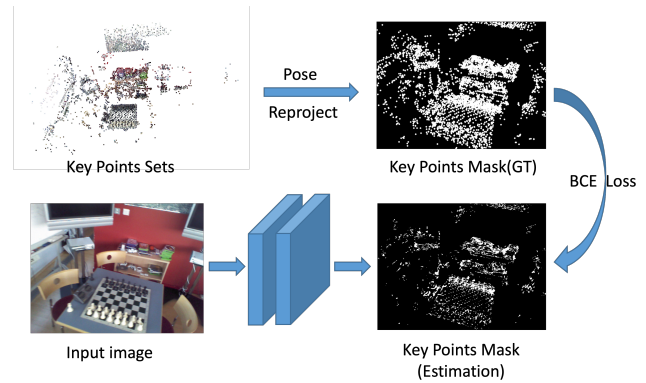 Pose
Reproject
Key Points Sets
Key Points Mask(GT)
BCE Loss
Input image
Key Points Mask
(Estimation)